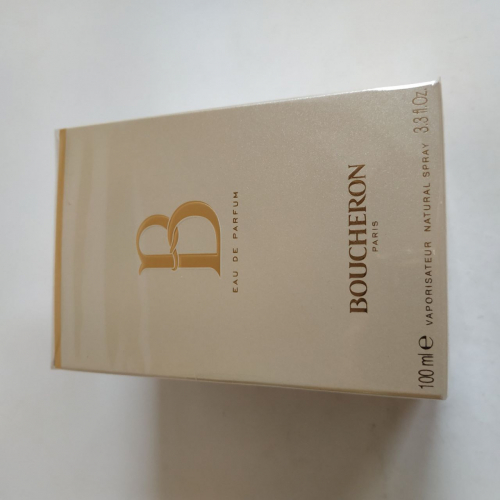 B
EAU DE PARFUM
BOUCHERON
PARIS
100 ml ℮ VAPORISATEUR NATURAL SPRAY 3.3 fl.Oz.